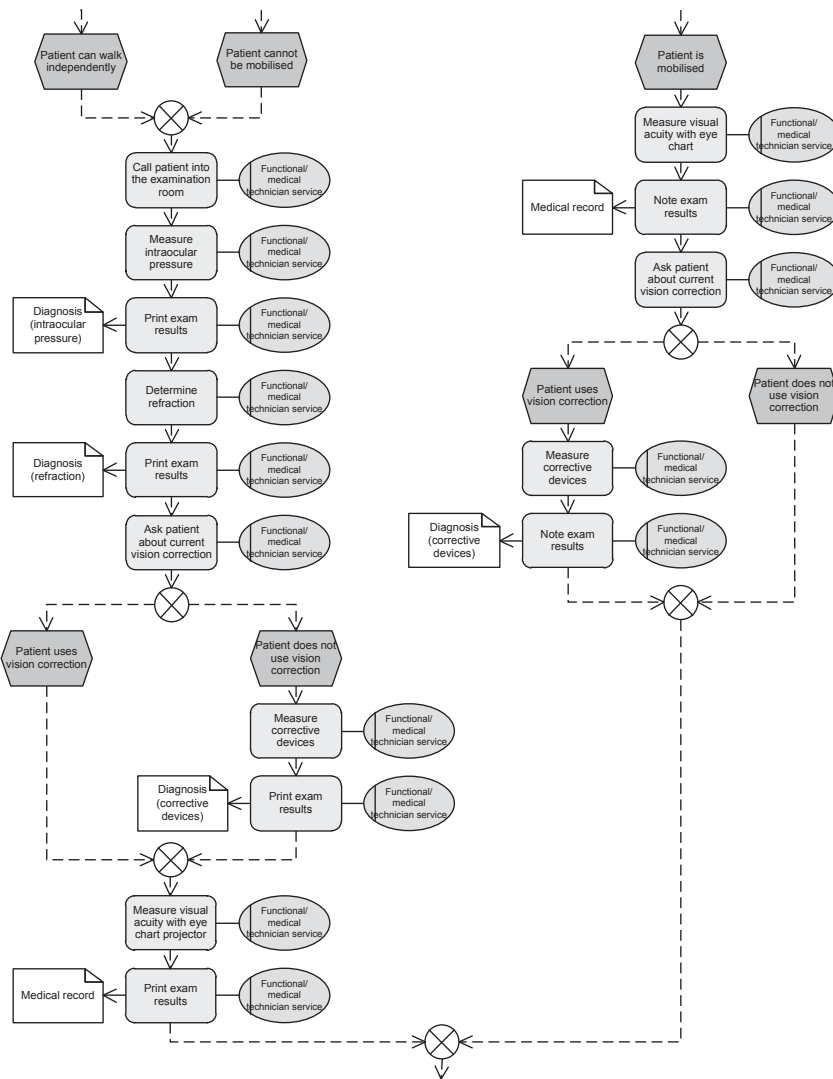 Patient can walk
independently
Patient cannot
be mobilised
Call patient into
the examination
room
Functional/
medical
technician service
Measure
intraocular
pressure
Functional/
medical
technician service
Diagnosis
(intraocular
pressure)
Print exam
results
Functional/
medical
technician service
Determine
refraction
Functional/
medical
technician service
Diagnosis
(refraction)
Print exam
results
Functional/
medical
technician service
Ask patient
about current
vision correction
Functional/
medical
technician service
Patient uses
vision correction
Patient does not
use vision
correction
Measure
corrective
devices
Functional/
medical
technician service
Diagnosis
(corrective
devices)
Print exam
results
Functional/
medical
technician service
Measure visual
acuity with eye
chart projector
Functional/
medical
technician service
Medical record
Print exam
results
Functional/
medical
technician service
Patient is
mobilised
Measure visual
acuity with eye
chart
Functional/
medical
technician service
Medical record
Note exam
results
Functional/
medical
technician service
Ask patient
about current
vision correction
Functional/
medical
technician service
Patient uses
vision correction
Patient does not
use vision
correction
Measure
corrective
devices
Functional/
medical
technician service
Diagnosis
(corrective
devices)
Note exam
results
Functional/
medical
technician service